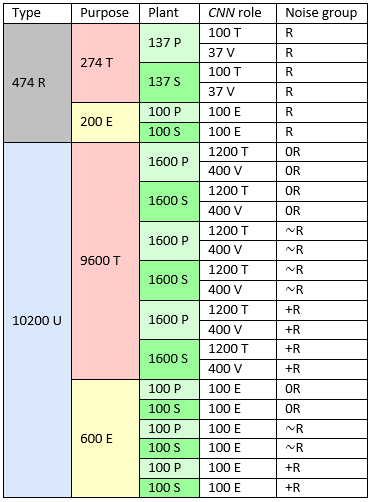 Type Purpose Plant CNN role Noise group
474 R 274 T 137 P 100 T R
37 V R
137 S 100 T R
37 V R
200 E 100 P 100 E R
100 S 100 E R
10200 U 9600 T 1600 P 1200 T 0R
400 V 0R
1600 S 1200 T 0R
400 V 0R
1600 P 1200 T ~R
400 V ~R
1600 S 1200 T ~R
400 V ~R
1600 P 1200 T +R
400 V +R
1600 S 1200 T +R
400 V +R
600 E 100 P 100 E 0R
100 S 100 E 0R
100 P 100 E ~R
100 S 100 E ~R
100 P 100 E +R
100 S 100 E +R